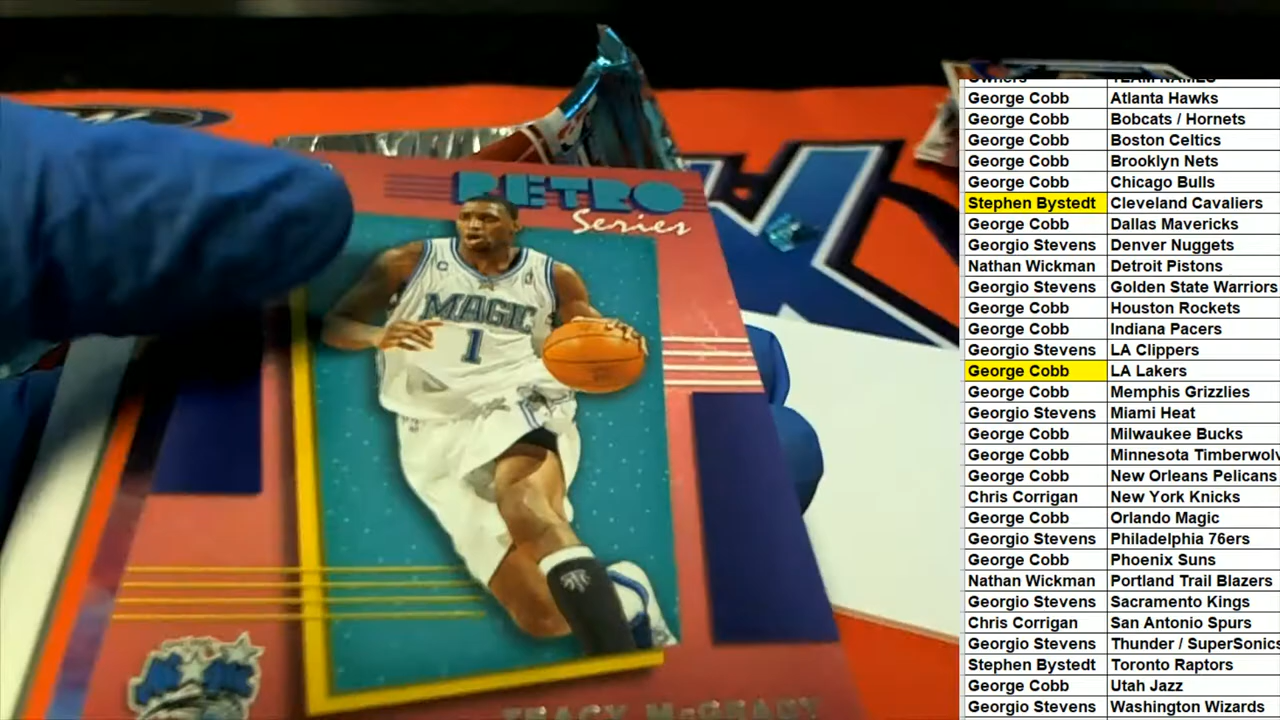 RETRO
Series
MAGIC
1
TRACY McGRADY
Owners TEAM NAMES
George Cobb Atlanta Hawks
George Cobb Bobcats / Hornets
George Cobb Boston Celtics
George Cobb Brooklyn Nets
George Cobb Chicago Bulls
Stephen Bystedt Cleveland Cavaliers
George Cobb Dallas Mavericks
Georgio Stevens Denver Nuggets
Nathan Wickman Detroit Pistons
Georgio Stevens Golden State Warriors
George Cobb Houston Rockets
George Cobb Indiana Pacers
Georgio Stevens LA Clippers
George Cobb LA Lakers
George Cobb Memphis Grizzlies
Georgio Stevens Miami Heat
George Cobb Milwaukee Bucks
George Cobb Minnesota Timberwolv
George Cobb New Orleans Pelicans
Chris Corrigan New York Knicks
George Cobb Orlando Magic
Georgio Stevens Philadelphia 76ers
George Cobb Phoenix Suns
Nathan Wickman Portland Trail Blazers
Georgio Stevens Sacramento Kings
Chris Corrigan San Antonio Spurs
Georgio Stevens Thunder / SuperSonics
Stephen Bystedt Toronto Raptors
George Cobb Utah Jazz
Georgio Stevens Washington Wizards